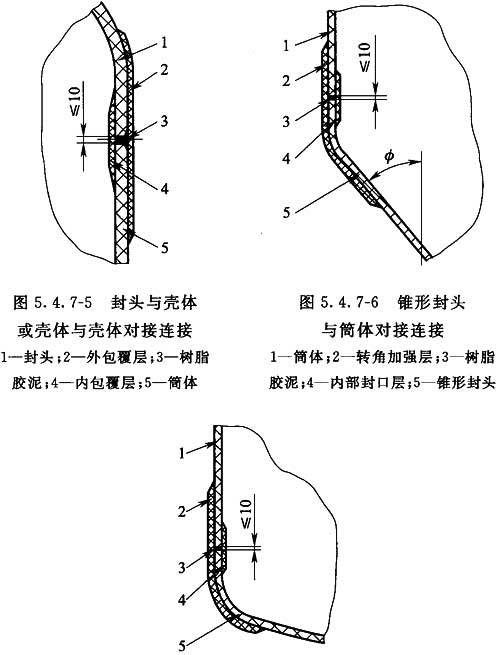 1
2
≤10
3
4
5
1
2
3
≤10
4
ϕ
5
图 5.4.7-5 封头与壳体
或壳体与壳体对接连接
1—封头;2—外包覆层;3—树脂
胶泥;4—内包覆层;5—筒体
图 5.4.7-6 锥形封头
与筒体对接连接
1—筒体;2—转角加强层;3—树脂
胶泥;4—内部封口层;5—锥形封头
1
2
≤10
3
4
5